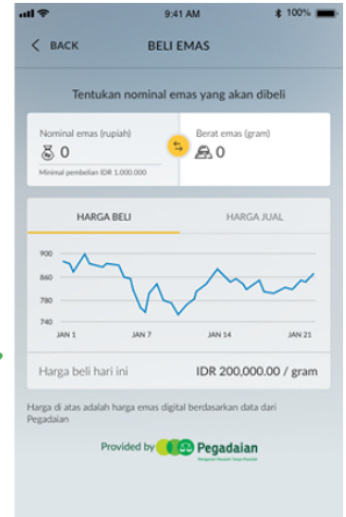 9:41 AM
100%
BACK
BELI EMAS
Tentukan nominal emas yang akan dibeli
Nominal emas (rupiah)
Berat emas (gram)
0
0
Minimal pembelian IDR 1.000.000
HARGA BELI
HARGA JUAL
900
860
780
740
JAN 1
JAN 7
JAN 14
JAN 21
Harga beli hari ini
IDR 200,000.00 / gram
Harga di atas adalah harga emas digital berdasarkan data dari
Pegadaian
Provided by
Pegadaian